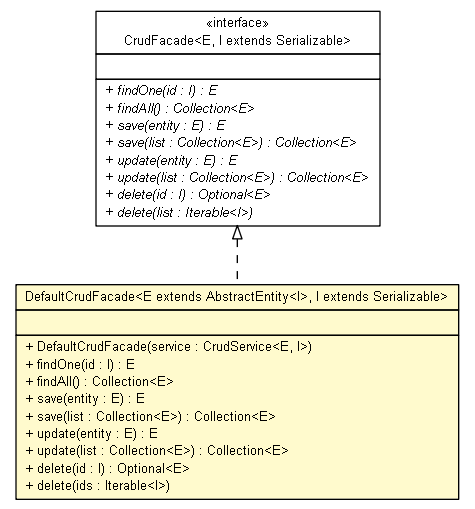 «interface»
CrudFacade<E, I extends Serializable>
+ findOne(id : I) : E
+ findAll() : Collection<E>
+ save(entity : E) : E
+ save(list : Collection<E>) : Collection<E>
+ update(entity : E) : E
+ update(list : Collection<E>) : Collection<E>
+ delete(id : I) : Optional<E>
+ delete(list : Iterable<I>)
DefaultCrudFacade<E extends AbstractEntity<I>, I extends Serializable>
+ DefaultCrudFacade(service : CrudService<E, I>)
+ findOne(id : I) : E
+ findAll() : Collection<E>
+ save(entity : E) : E
+ save(list : Collection<E>) : Collection<E>
+ update(entity : E) : E
+ update(list : Collection<E>) : Collection<E>
+ delete(id : I) : Optional<E>
+ delete(ids : Iterable<I>)